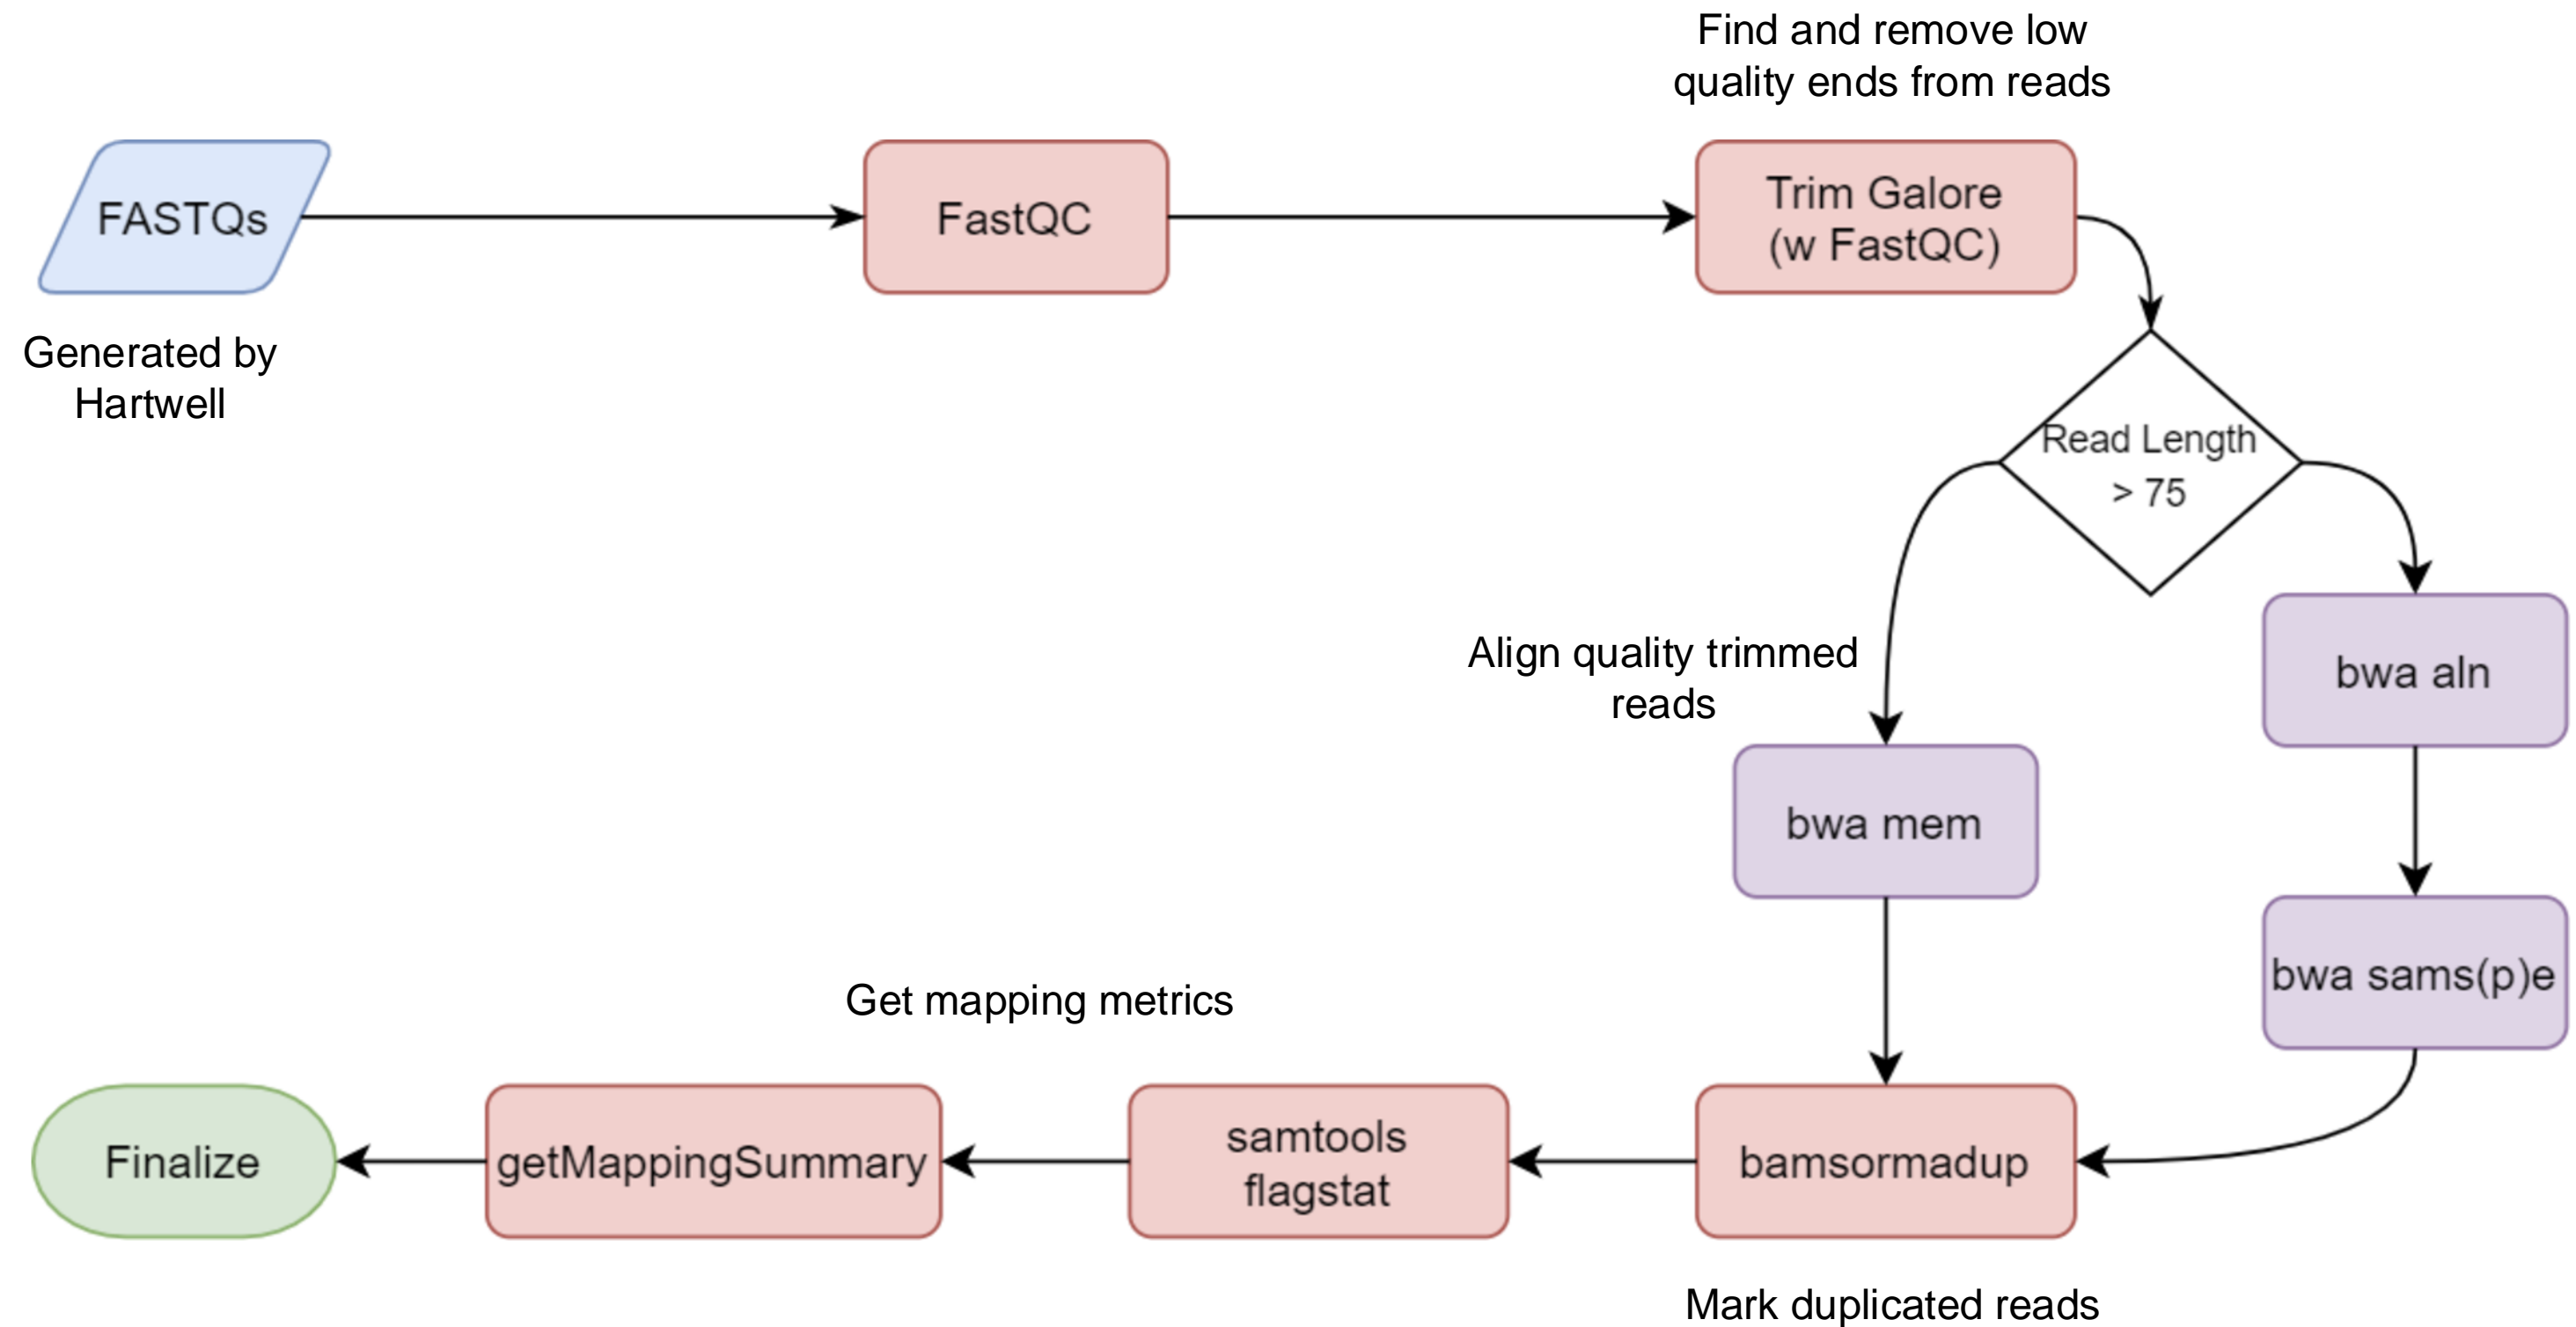 Find and remove low
quality ends from reads
FASTQs
FastQC
Trim Galore
(w FastQC)
Generated by
Hartwell
Read Length
> 75
Align quality trimmed
reads
bwa aln
bwa mem
bwa sams(p)e
Get mapping metrics
Finalize
getMappingSummary
samtools
flagstat
bamsormadup
Mark duplicated reads